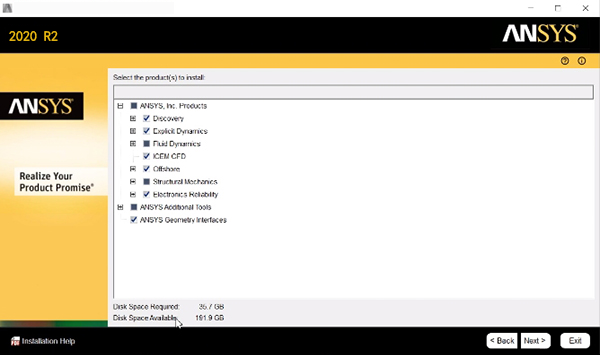 2020 R2
ANSYS®
Select the product(s) to install:
ANSYS, Inc. Products
Discovery
Explicit Dynamics
Fluid Dynamics
ICEM CFD
Offshore
Structural Mechanics
Electronics Reliability
ANSYS Additional Tools
ANSYS Geometry Interfaces
ANSYS®
Realize Your
Product Promise®
Disk Space Required: 35.7 GB
Disk Space Available: 191.9 GB
Installation Help
< Back
Next >
Exit